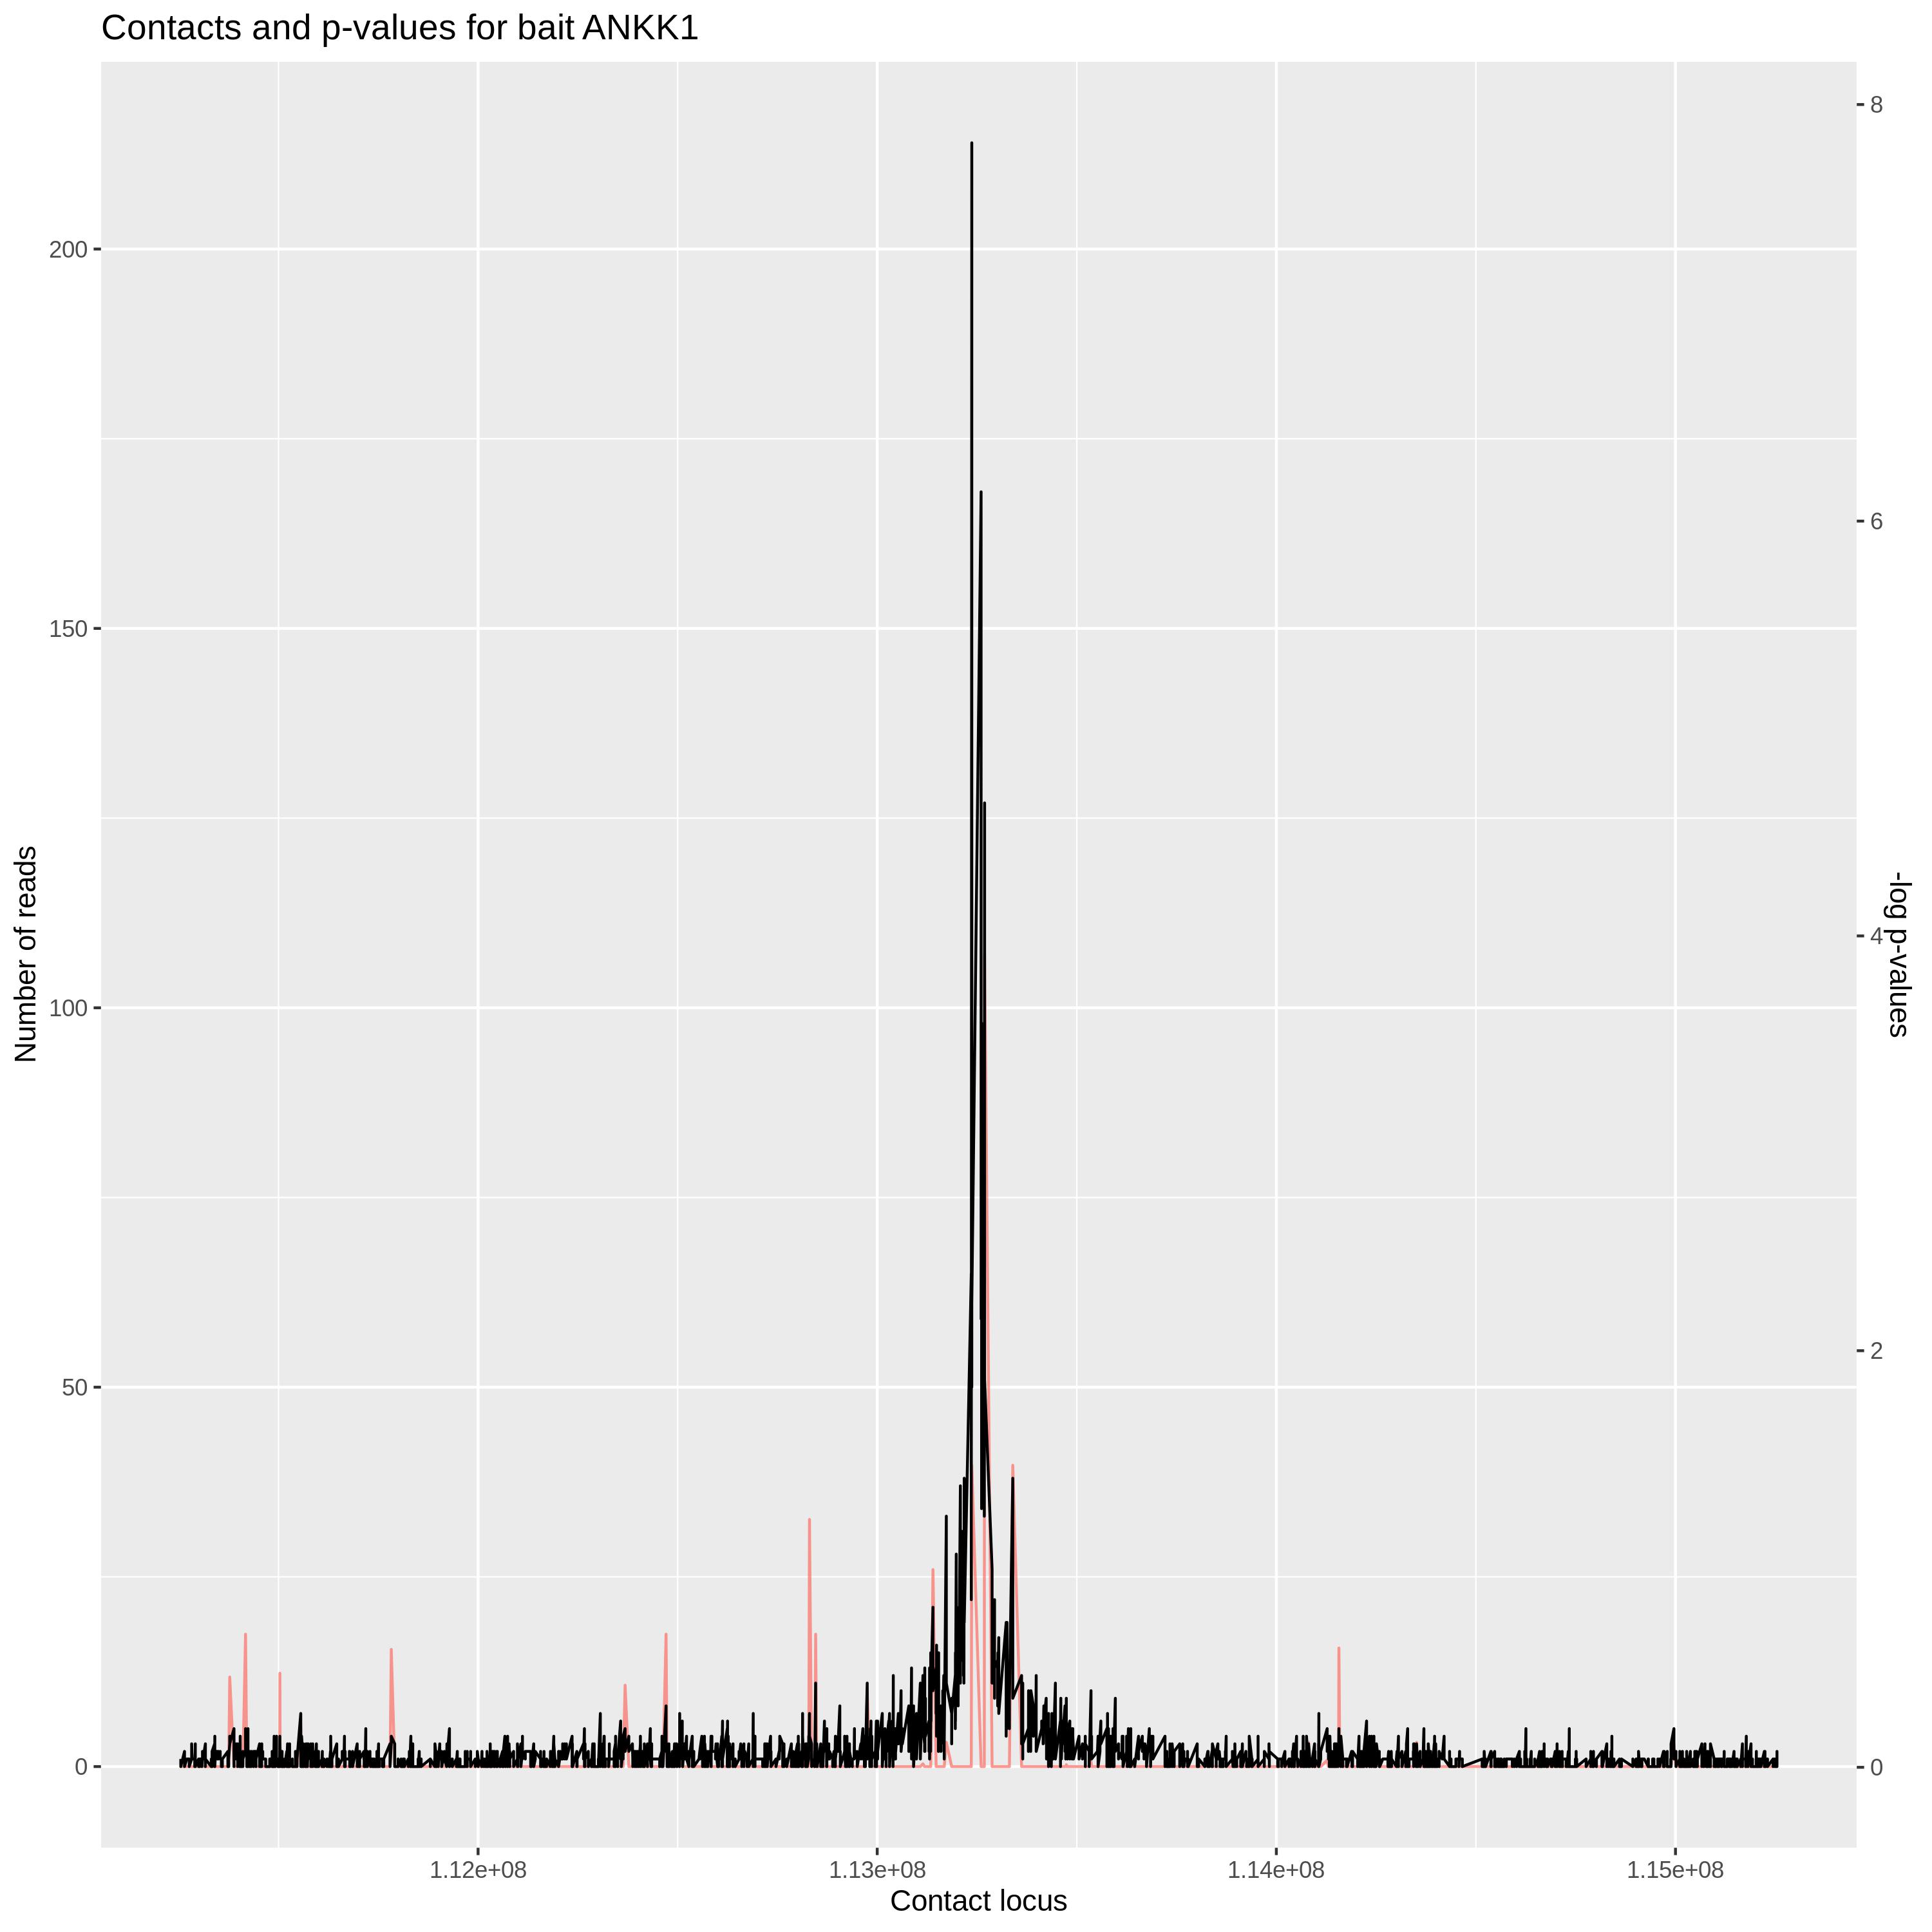 Contacts and p-values for bait ANKK1
Number of reads
200
150
100
50
0
8
6
4
2
0
-log p-values
1.12e+08
1.13e+08
1.14e+08
1.15e+08
Contact locus